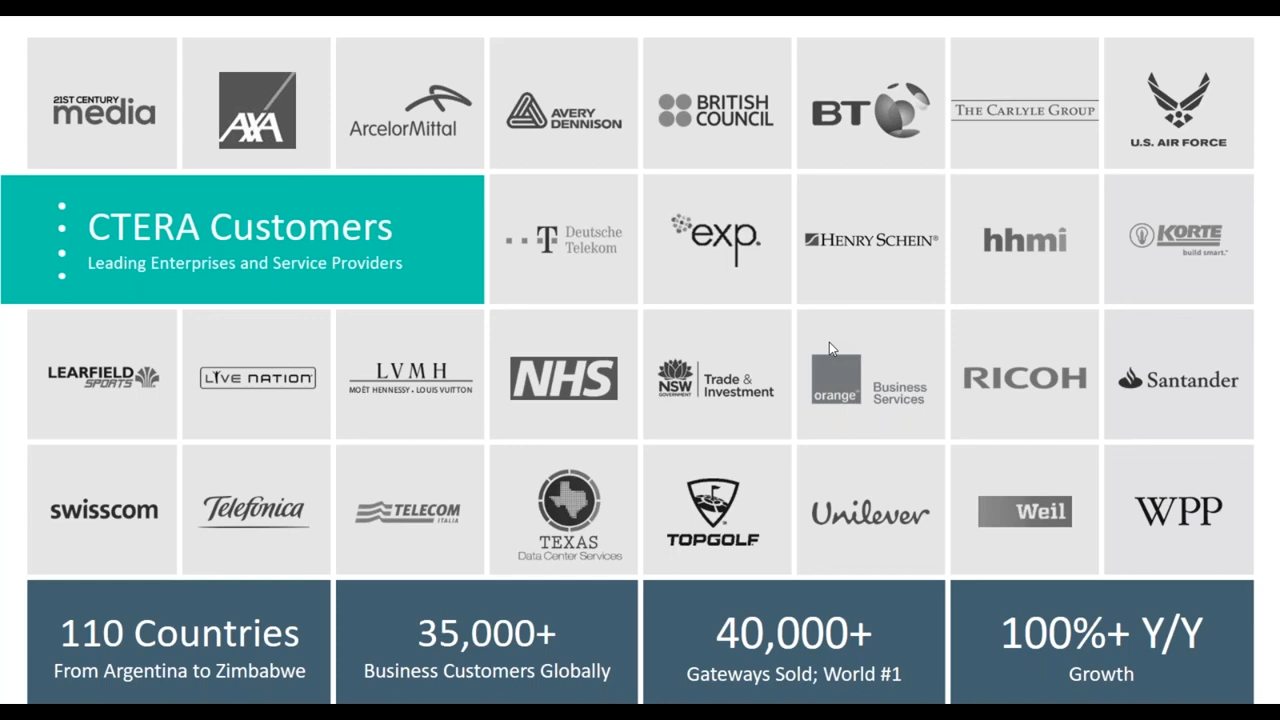 21ST CENTURY
media
AXA
ArcelorMittal
AVERY
DENNISON
BRITISH
COUNCIL
BT
THE CARLYLE GROUP
U.S. AIR FORCE
CTERA Customers
Leading Enterprises and Service Providers
T
Deutsche
Telekom
exp.
HENRY SCHEIN®
hhmi
KORTE
build smart.™
LEARFIELD
SPORTS
LIVE NATION
LVMH
MOËT HENNESSY ▪ LOUIS VUITTON
NHS
NSW
GOVERNMENT
Trade &
Investment
orange™
Business
Services
RICOH
Santander
swisscom
Telefónica
TELECOM
ITALIA
TEXAS
Data Center Services
TOPGOLF
Unilever
Weil
WPP
110 Countries
From Argentina to Zimbabwe
35,000+
Business Customers Globally
40,000+
Gateways Sold; World #1
100%+ Y/Y
Growth